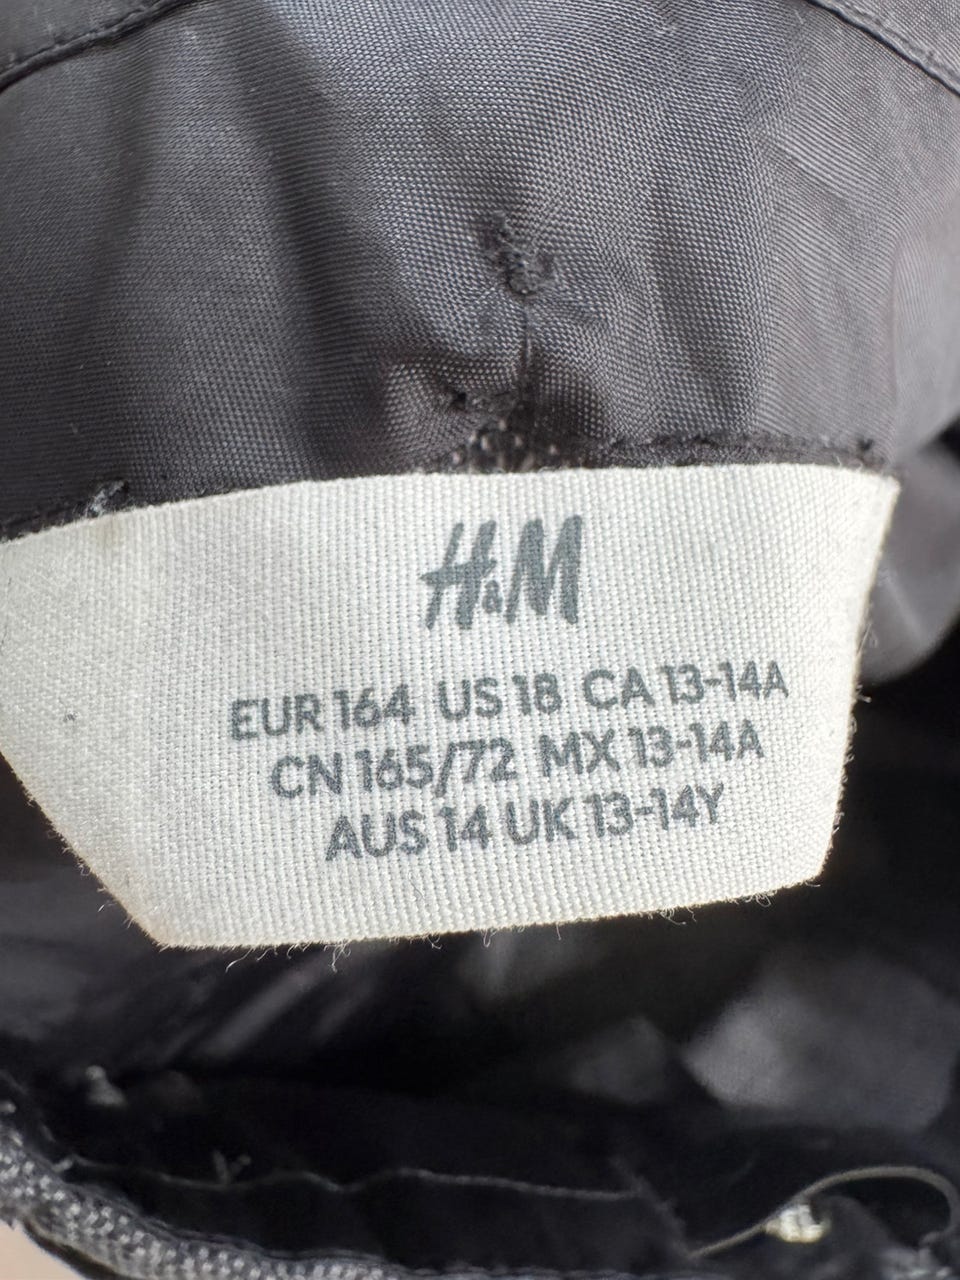 H&M
EUR 164 US 18 CA 13-14A
CN 165/72 MX 13-14A
AUS 14 UK 13-14Y